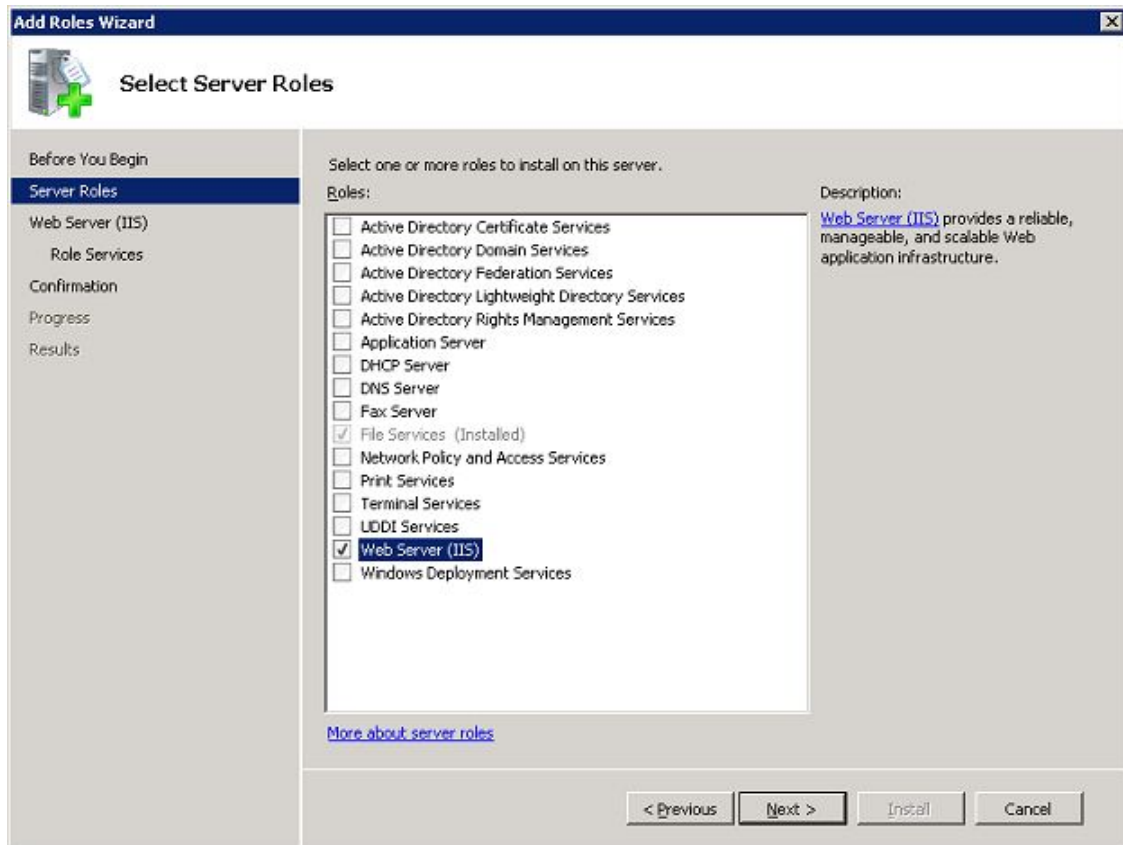 Add Roles Wizard
Select Server Roles
Before You Begin
Server Roles
Web Server (IIS)
Role Services
Confirmation
Progress
Results
Select one or more roles to install on this server.
Roles:
Active Directory Certificate Services
Active Directory Domain Services
Active Directory Federation Services
Active Directory Lightweight Directory Services
Active Directory Rights Management Services
Application Server
DHCP Server
DNS Server
Fax Server
File Services (Installed)
Network Policy and Access Services
Print Services
Terminal Services
UDDI Services
Web Server (IIS)
Windows Deployment Services
More about server roles
Description:
Web Server (IIS) provides a reliable,
manageable, and scalable Web
application infrastructure.
< Previous
Next >
Install
Cancel